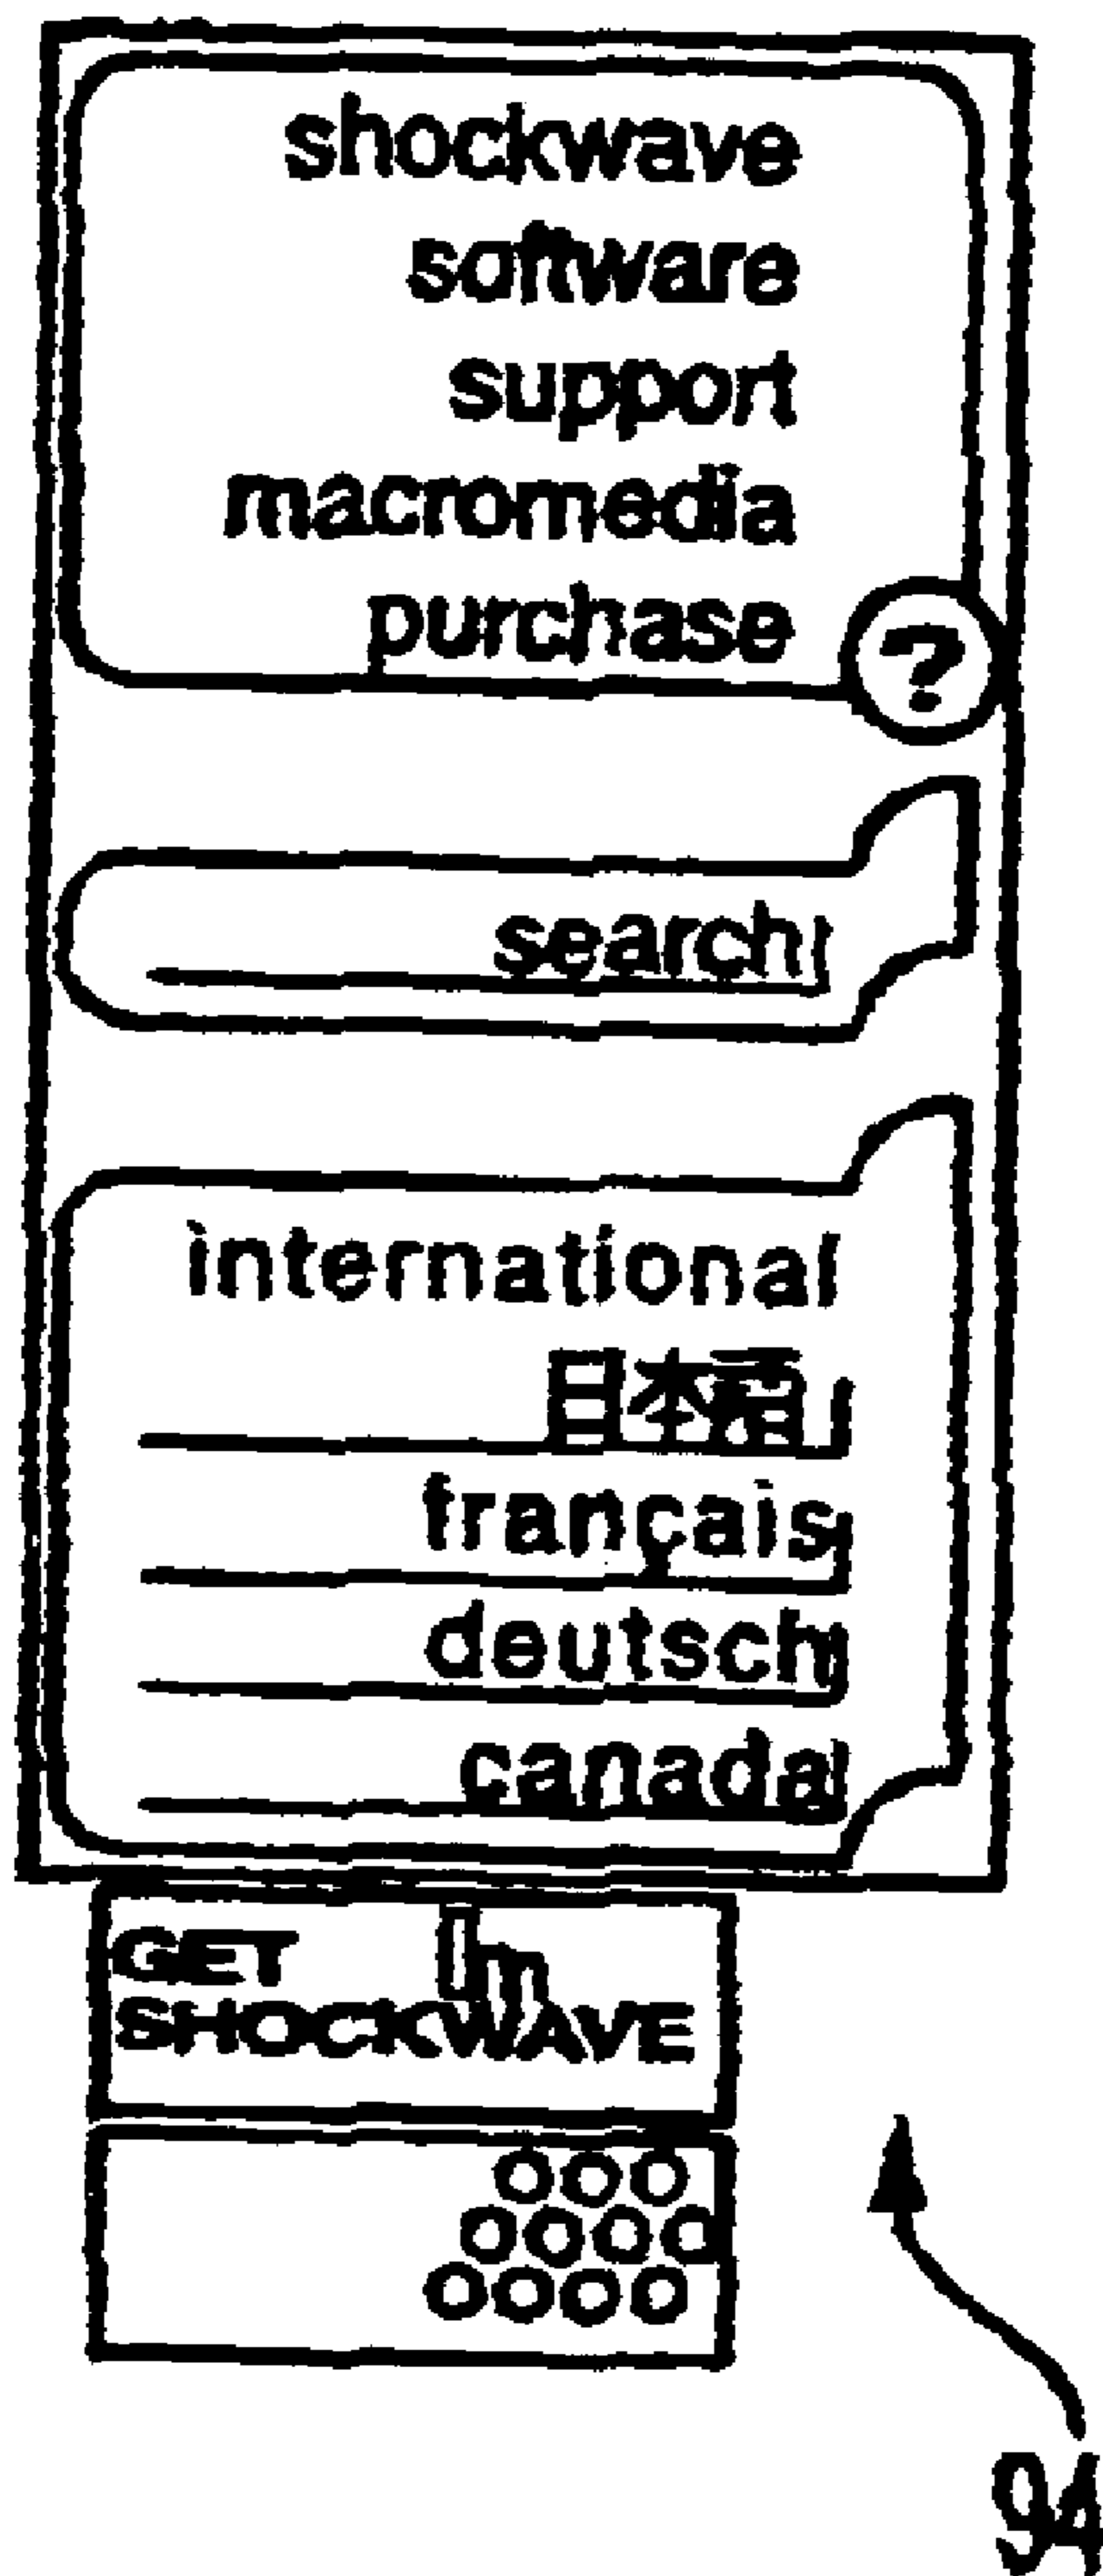 shockwave
software
support
macromedia
purchase
?
search
international
日本語
français
deutsch
canada
GET
SHOCKWAVE
94